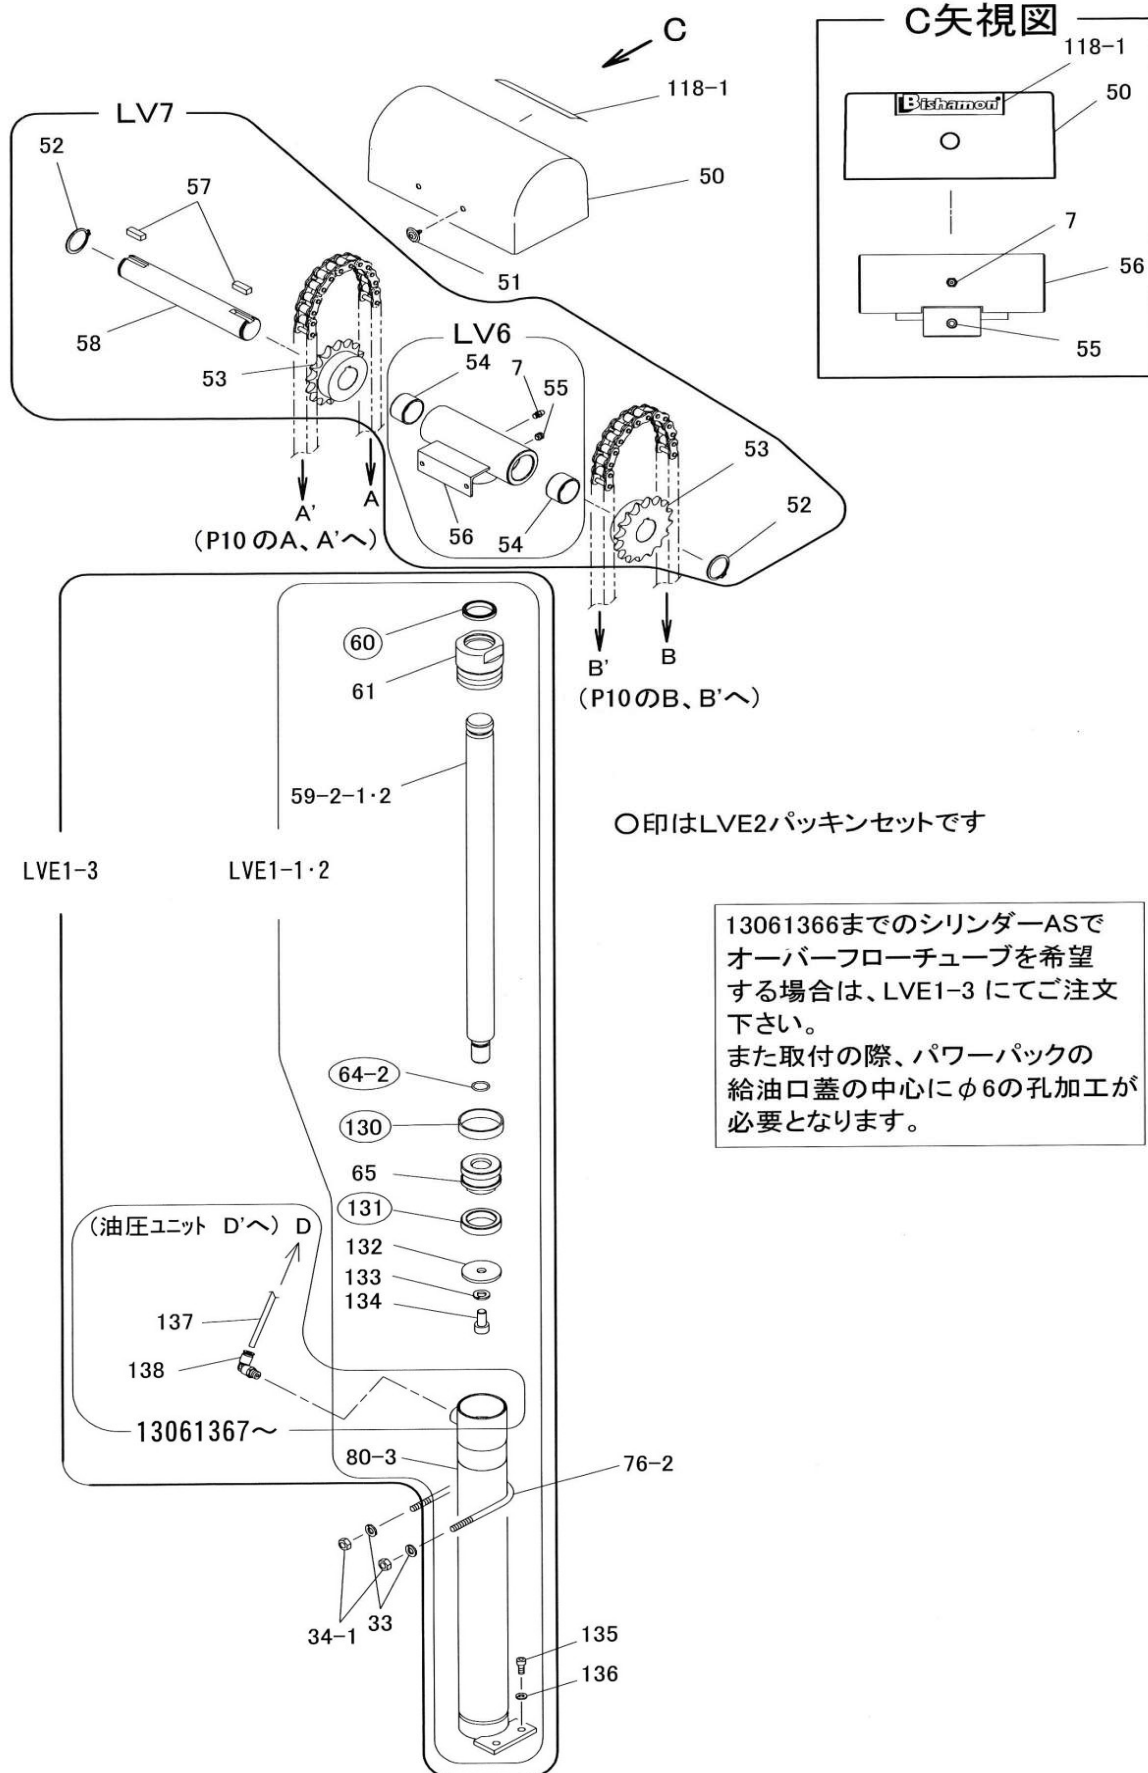 C
C矢視図
118-1
118-1
Bishamon
50
LV7
52
57
50
7
51
56
58
LV6
55
53
54
7
55
53
52
A'
A
56
54
(P10のA、A'へ)
B'
B
(P10のB、B'へ)
60
61
59-2-1・2
○印はLVE2パッキンセットです
LVE1-3
LVE1-1・2
13061366までのシリンダーASで
オーバーフローチューブを希望
する場合は、LVE1-3 にてご注文
下さい。
また取付の際、パワーパックの
給油口蓋の中心にφ6の孔加工が
必要となります。
64-2
130
65
131
(油圧ユニット D'へ) D
132
133
134
137
138
13061367～
80-3
76-2
34-1
33
135
136